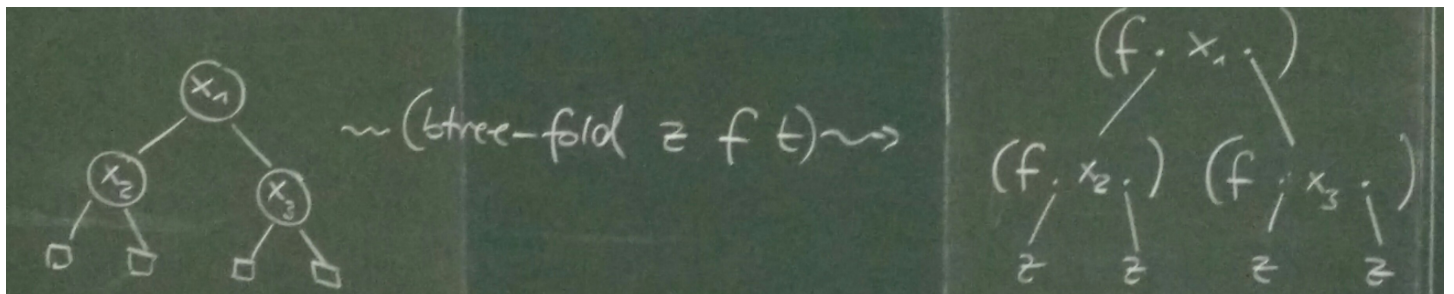 (f . x₁ .)
x₁
~(btree-fold z f t)~>
x₂ x₃
(f . x₂ .) (f . x₃ .)
z z z z